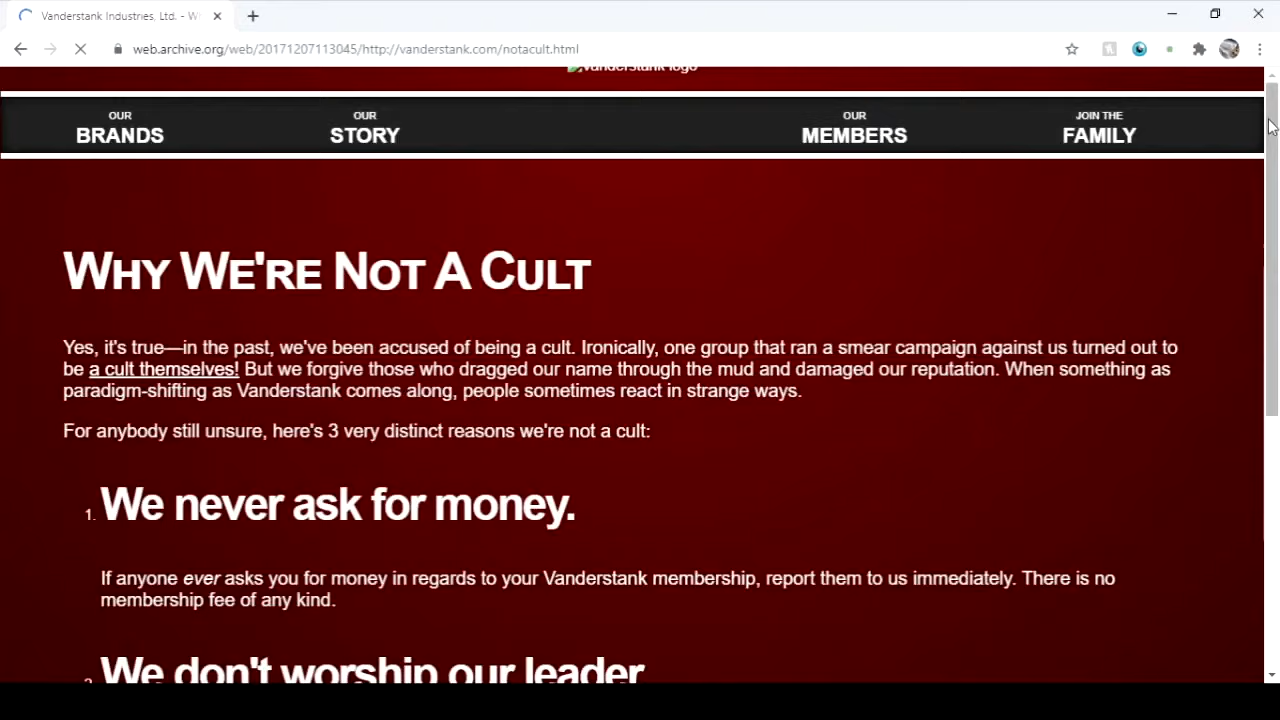 Vanderstank Industries, Ltd. - W
web.archive.org/web/20171207113045/http://vanderstank.com/notacult.html
Vanderstank logo
OUR
BRANDS
OUR
STORY
OUR
MEMBERS
JOIN THE
FAMILY
WHY WE'RE NOT A CULT
Yes, it's true—in the past, we've been accused of being a cult. Ironically, one group that ran a smear campaign against us turned out to
be a cult themselves! But we forgive those who dragged our name through the mud and damaged our reputation. When something as
paradigm-shifting as Vanderstank comes along, people sometimes react in strange ways.
For anybody still unsure, here's 3 very distinct reasons we're not a cult:
1. We never ask for money.
If anyone ever asks you for money in regards to your Vanderstank membership, report them to us immediately. There is no
membership fee of any kind.
2. We don't worship our leader